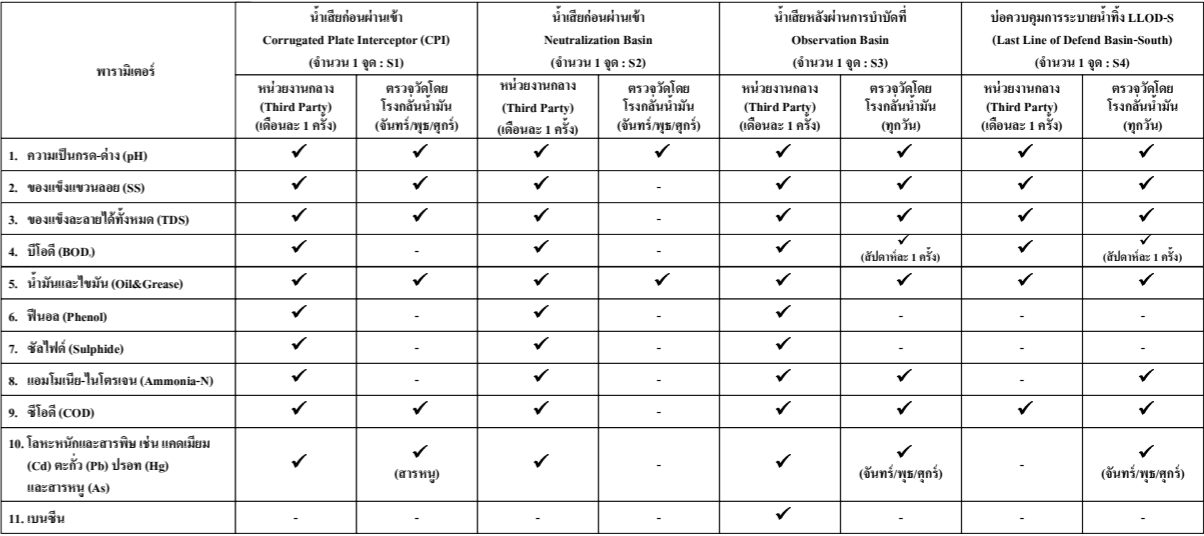 พารามิเตอร์
น้ำเสียก่อนผ่านเข้า
Corrugated Plate Interceptor (CPI)
(จำนวน 1 จุด : S1)
น้ำเสียก่อนผ่านเข้า
Neutralization Basin
(จำนวน 1 จุด : S2)
น้ำเสียหลังผ่านการบำบัดที่
Observation Basin
(จำนวน 1 จุด : S3)
บ่อควบคุมการระบายน้ำทิ้ง LLOD-S
(Last Line of Defend Basin-South)
(จำนวน 1 จุด : S4)
หน่วยงานกลาง
(Third Party)
(เดือนละ 1 ครั้ง)
ตรวจวัดโดย
โรงกลั่นน้ำมัน
(จันทร์/พุธ/ศุกร์)
หน่วยงานกลาง
(Third Party)
(เดือนละ 1 ครั้ง)
ตรวจวัดโดย
โรงกลั่นน้ำมัน
(จันทร์/พุธ/ศุกร์)
หน่วยงานกลาง
(Third Party)
(เดือนละ 1 ครั้ง)
ตรวจวัดโดย
โรงกลั่นน้ำมัน
(ทุกวัน)
หน่วยงานกลาง
(Third Party)
(เดือนละ 1 ครั้ง)
ตรวจวัดโดย
โรงกลั่นน้ำมัน
(ทุกวัน)
1. ความเป็นกรด-ด่าง (pH) ✓ ✓ ✓ ✓ ✓ ✓ ✓ ✓
2. ของแข็งแขวนลอย (SS) ✓ ✓ ✓ - ✓ ✓ ✓ ✓
3. ของแข็งละลายได้ทั้งหมด (TDS) ✓ ✓ ✓ - ✓ ✓ ✓ ✓
4. บีโอดี (BOD₅) ✓ - ✓ - ✓ ✓ ✓ ✓
(สัปดาห์ละ 1 ครั้ง) (สัปดาห์ละ 1 ครั้ง)
5. น้ำมันและไขมัน (Oil&Grease) ✓ ✓ ✓ ✓ ✓ ✓ ✓ ✓
6. ฟีนอล (Phenol) ✓ - ✓ - ✓ - - -
7. ซัลไฟด์ (Sulphide) ✓ - ✓ - ✓ - - -
8. แอมโมเนีย-ไนโตรเจน (Ammonia-N) ✓ - ✓ - ✓ ✓ - ✓
9. ซีโอดี (COD) ✓ ✓ ✓ - ✓ ✓ ✓ ✓
10. โลหะหนักและสารพิษ เช่น แคดเมียม
(Cd) ตะกั่ว (Pb) ปรอท (Hg) ✓ ✓ ✓ - ✓ ✓ - ✓
และสารหนู (As) (สารหนู) (จันทร์/พุธ/ศุกร์) (จันทร์/พุธ/ศุกร์)
11. เบนซีน - - - - ✓ - - -